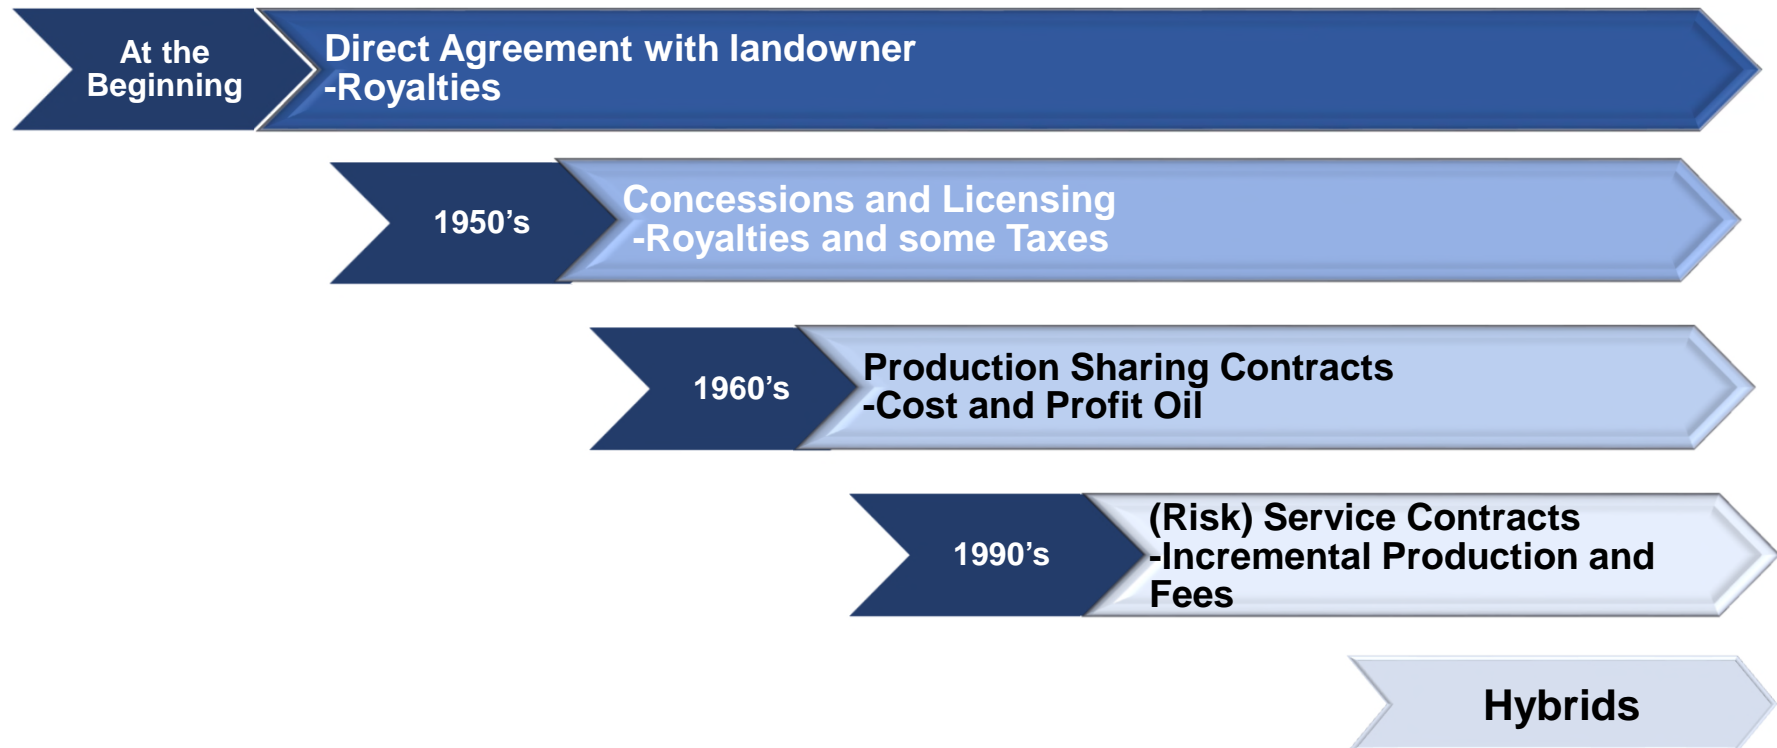 At the
Beginning
Direct Agreement with landowner
-Royalties
1950’s
Concessions and Licensing
-Royalties and some Taxes
1960’s
Production Sharing Contracts
-Cost and Profit Oil
1990’s
(Risk) Service Contracts
-Incremental Production and
Fees
Hybrids